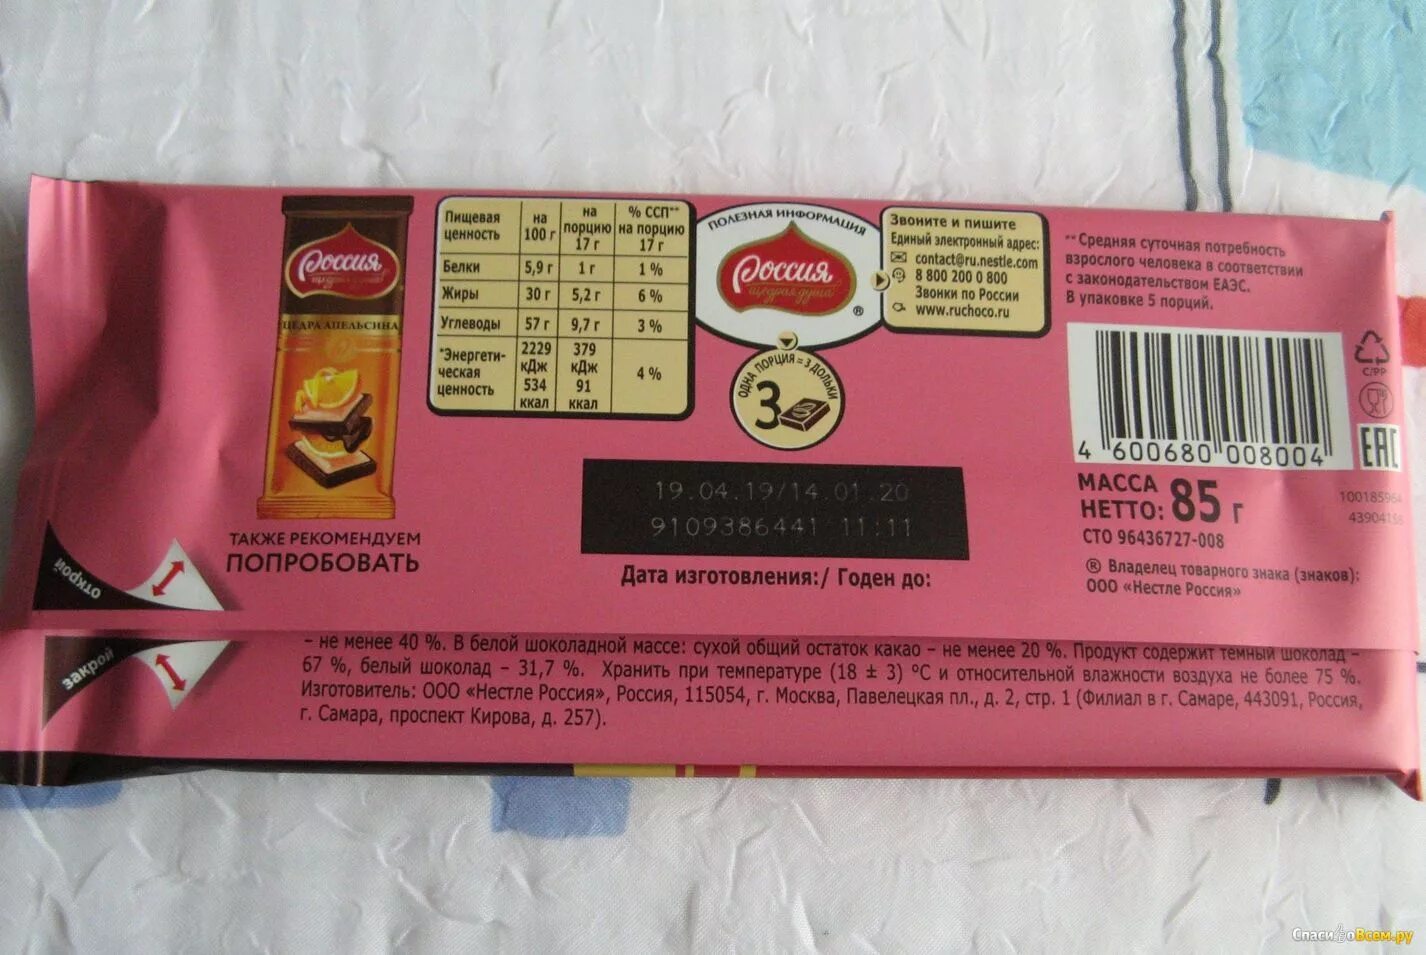 Россия
щедрая душа
ЦЕДРА АПЕЛЬСИНА
ТАКЖЕ РЕКОМЕНДУЕМ
ПОПРОБОВАТЬ
открой
закрой
Пищевая ценность на 100 г на порцию 17 г % ССП** на порцию 17 г
Белки 5,9 г 1 г 1 %
Жиры 30 г 5,2 г 6 %
Углеводы 57 г 9,7 г 3 %
*Энергети-ческая ценность 2229 кДж 534 ккал 379 кДж 91 ккал 4 %
ПОЛЕЗНАЯ ИНФОРМАЦИЯ
Россия
щедрая душа
®
ОДНА ПОРЦИЯ = 3 ДОЛЬКИ
3
Звоните и пишите
Единый электронный адрес:
contact@ru.nestle.com
8 800 200 0 800
Звонки по России
www.ruchoco.ru
**Средняя суточная потребность
взрослого человека в соответствии
с законодательством ЕАЭС.
В упаковке 5 порций.
4 600680 008004
C/PP
EAC
МАССА
НЕТТО: 85 г
СТО 96436727-008
® Владелец товарного знака (знаков):
ООО «Нестле Россия»
19.04.19/14.01.20
9109386441 11:11
Дата изготовления:/ Годен до:
– не менее 40 %. В белой шоколадной массе: сухой общий остаток какао – не менее 20 %. Продукт содержит темный шоколад –
67 %, белый шоколад – 31,7 %. Хранить при температуре (18 ± 3) °С и относительной влажности воздуха не более 75 %.
Изготовитель: ООО «Нестле Россия», Россия, 115054, г. Москва, Павелецкая пл., д. 2, стр. 1 (Филиал в г. Самаре, 443091, Россия,
г. Самара, проспект Кирова, д. 257).
СпасибоВсем.ру